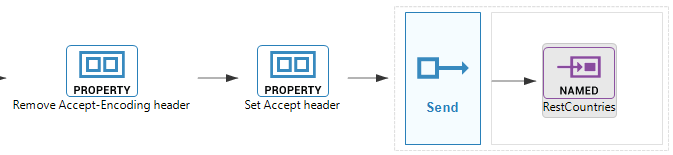 PROPERTY
Remove Accept-Encoding header
PROPERTY
Set Accept header
Send
NAMED
RestCountries